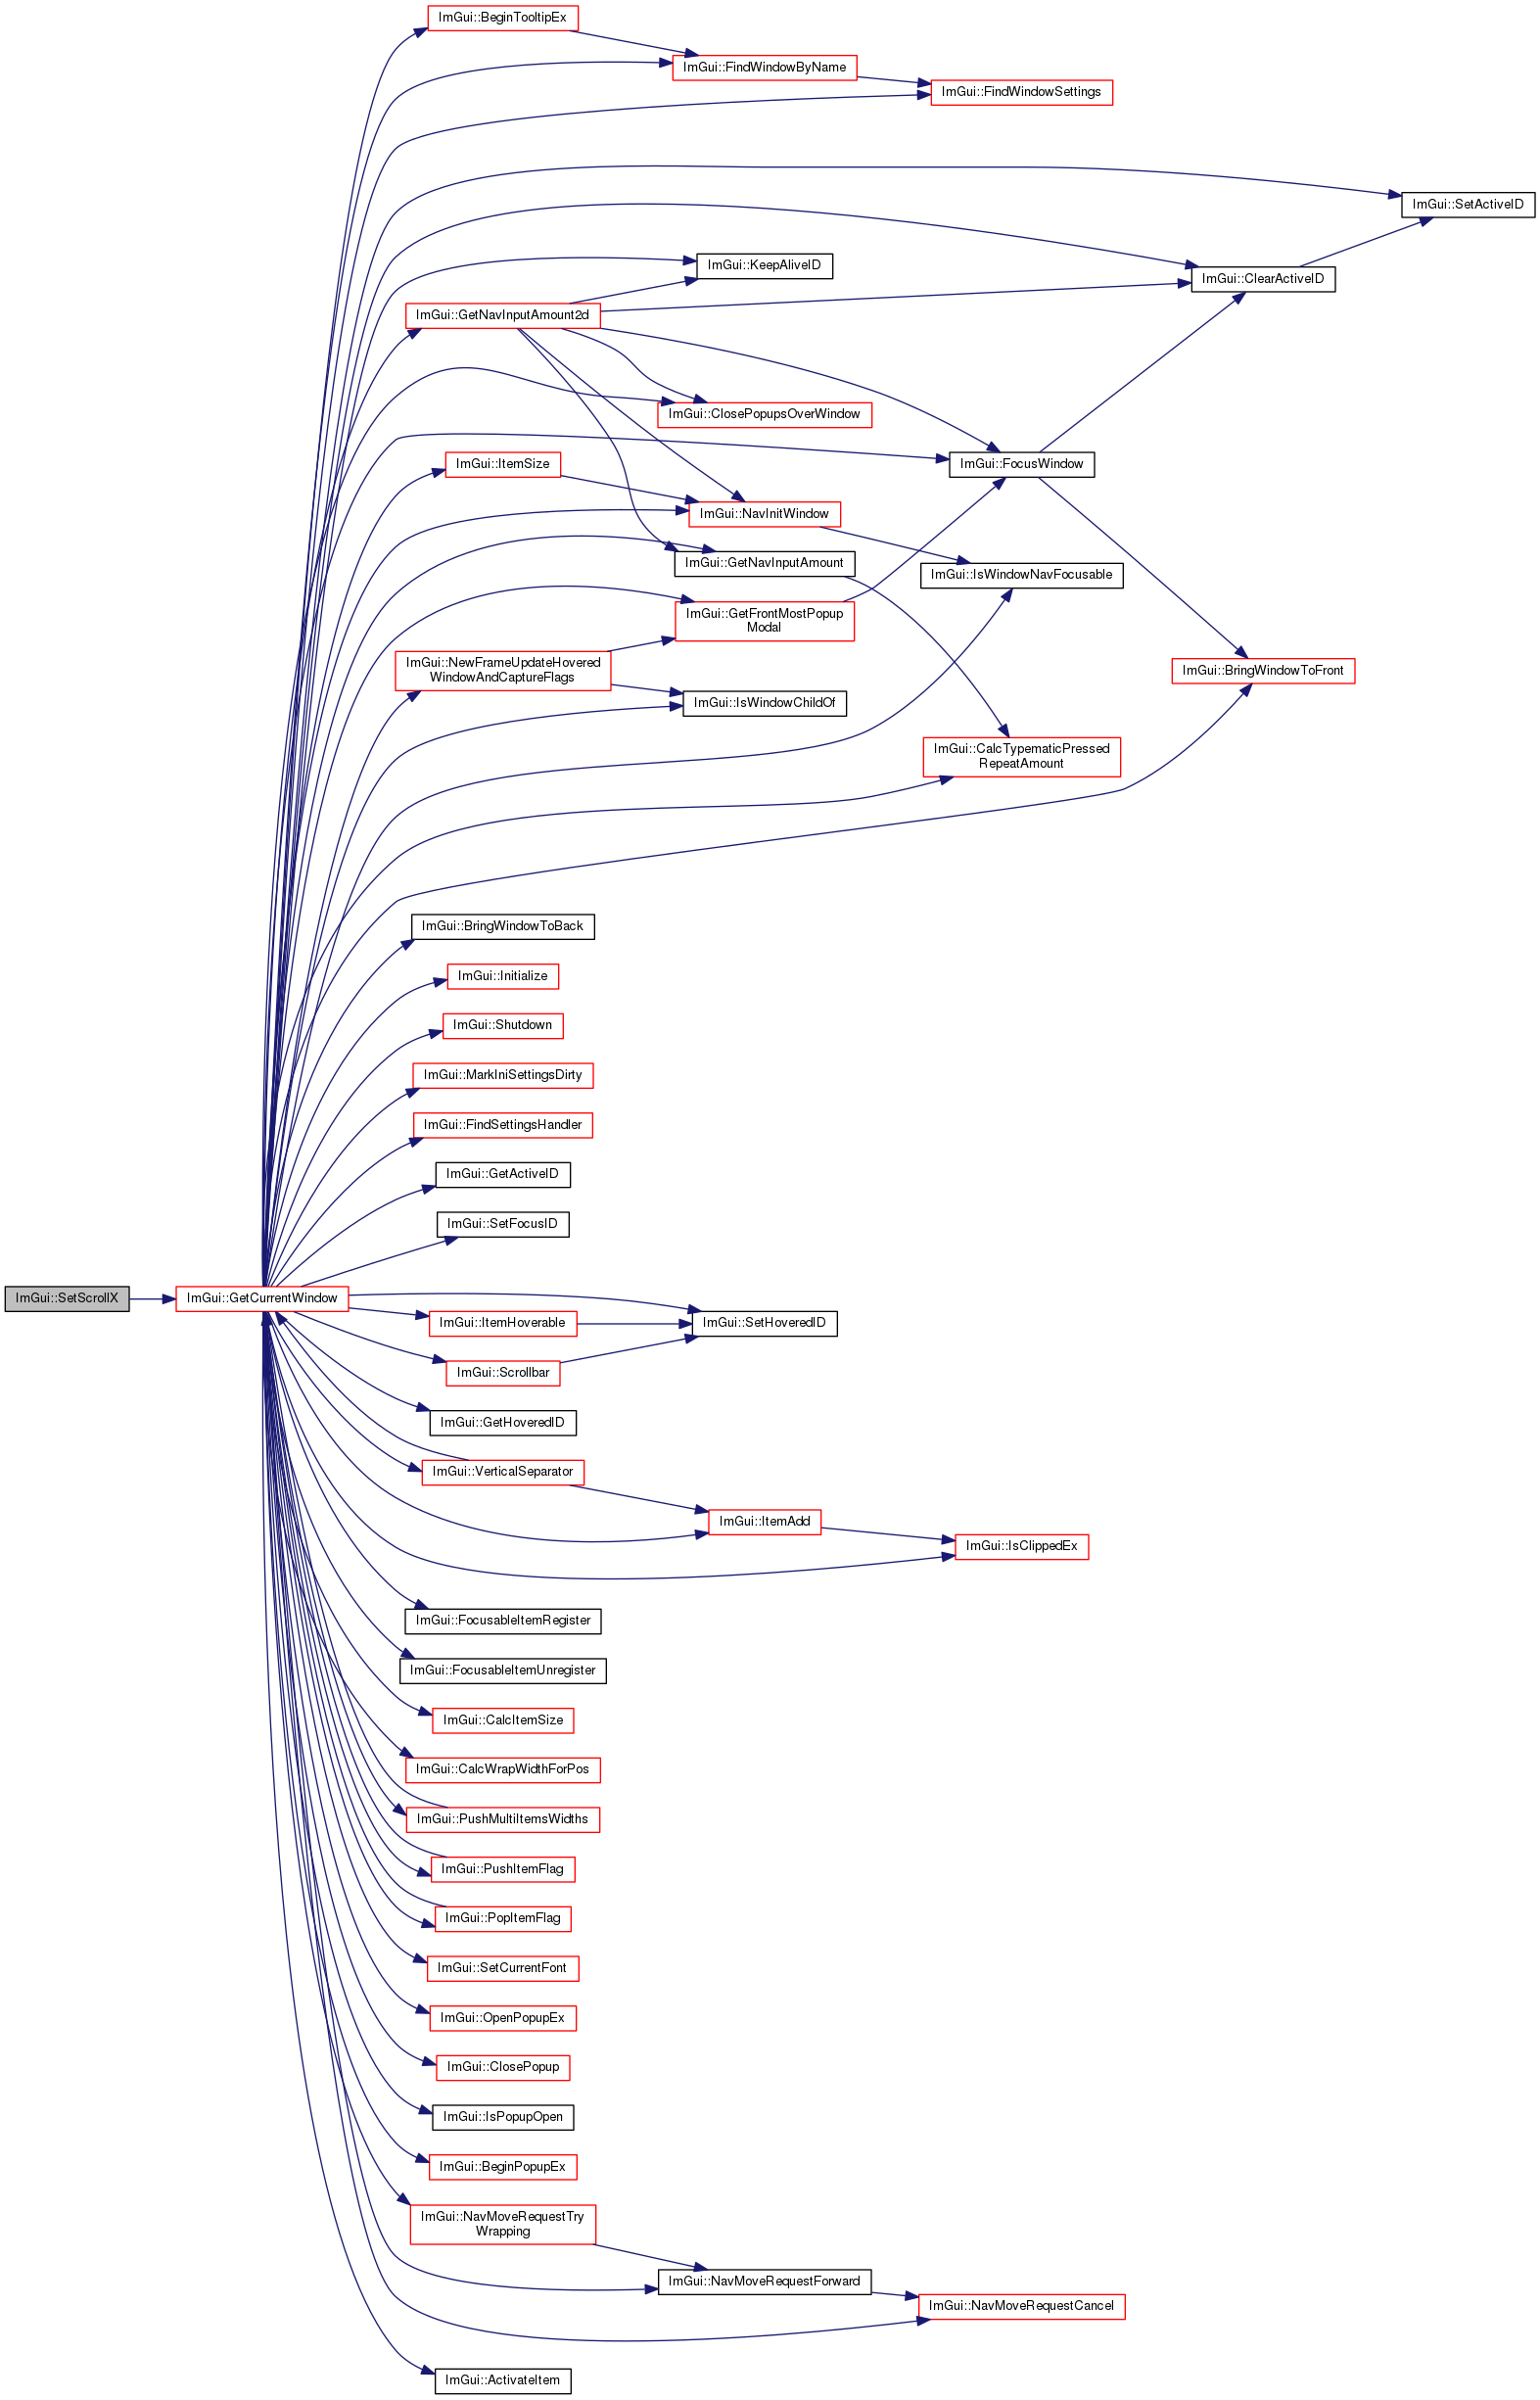 ImGui::BeginTooltipEx
ImGui::FindWindowByName
ImGui::FindWindowSettings
ImGui::SetActiveID
ImGui::KeepAliveID
ImGui::ClearActiveID
ImGui::GetNavInputAmount2d
ImGui::ClosePopupsOverWindow
ImGui::ItemSize
ImGui::FocusWindow
ImGui::NavInitWindow
ImGui::GetNavInputAmount
ImGui::IsWindowNavFocusable
ImGui::GetFrontMostPopup
Modal
ImGui::NewFrameUpdateHovered
WindowAndCaptureFlags
ImGui::BringWindowToFront
ImGui::IsWindowChildOf
ImGui::CalcTypematicPressed
RepeatAmount
ImGui::BringWindowToBack
ImGui::Initialize
ImGui::Shutdown
ImGui::MarkIniSettingsDirty
ImGui::FindSettingsHandler
ImGui::GetActiveID
ImGui::SetFocusID
ImGui::SetScrollX
ImGui::GetCurrentWindow
ImGui::ItemHoverable
ImGui::SetHoveredID
ImGui::Scrollbar
ImGui::GetHoveredID
ImGui::VerticalSeparator
ImGui::ItemAdd
ImGui::IsClippedEx
ImGui::FocusableItemRegister
ImGui::FocusableItemUnregister
ImGui::CalcItemSize
ImGui::CalcWrapWidthForPos
ImGui::PushMultiItemsWidths
ImGui::PushItemFlag
ImGui::PopItemFlag
ImGui::SetCurrentFont
ImGui::OpenPopupEx
ImGui::ClosePopup
ImGui::IsPopupOpen
ImGui::BeginPopupEx
ImGui::NavMoveRequestTry
Wrapping
ImGui::NavMoveRequestForward
ImGui::NavMoveRequestCancel
ImGui::ActivateItem